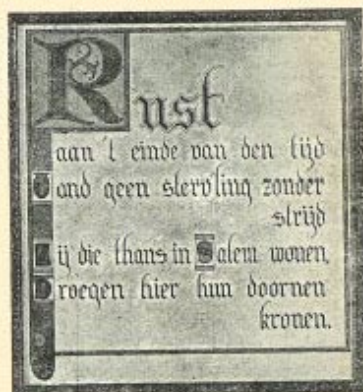 Rust
aan 't einde van den tijd
Vand geen stervling zonder
strijd
Zij die thans in Salem wonen,
Droegen hier hun doornen
kronen.